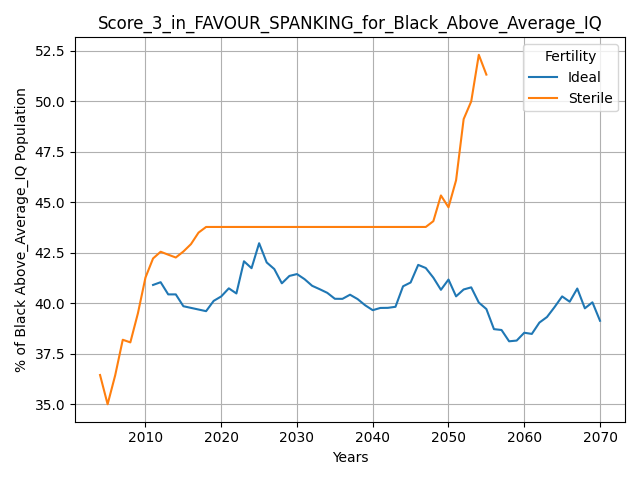 Score_3_in_FAVOUR_SPANKING_for_Black_Above_Average_IQ
% of Black Above_Average_IQ Population
52.5
50.0
47.5
45.0
42.5
40.0
37.5
35.0
Fertility
Ideal
Sterile
2010 2020 2030 2040 2050 2060 2070
Years